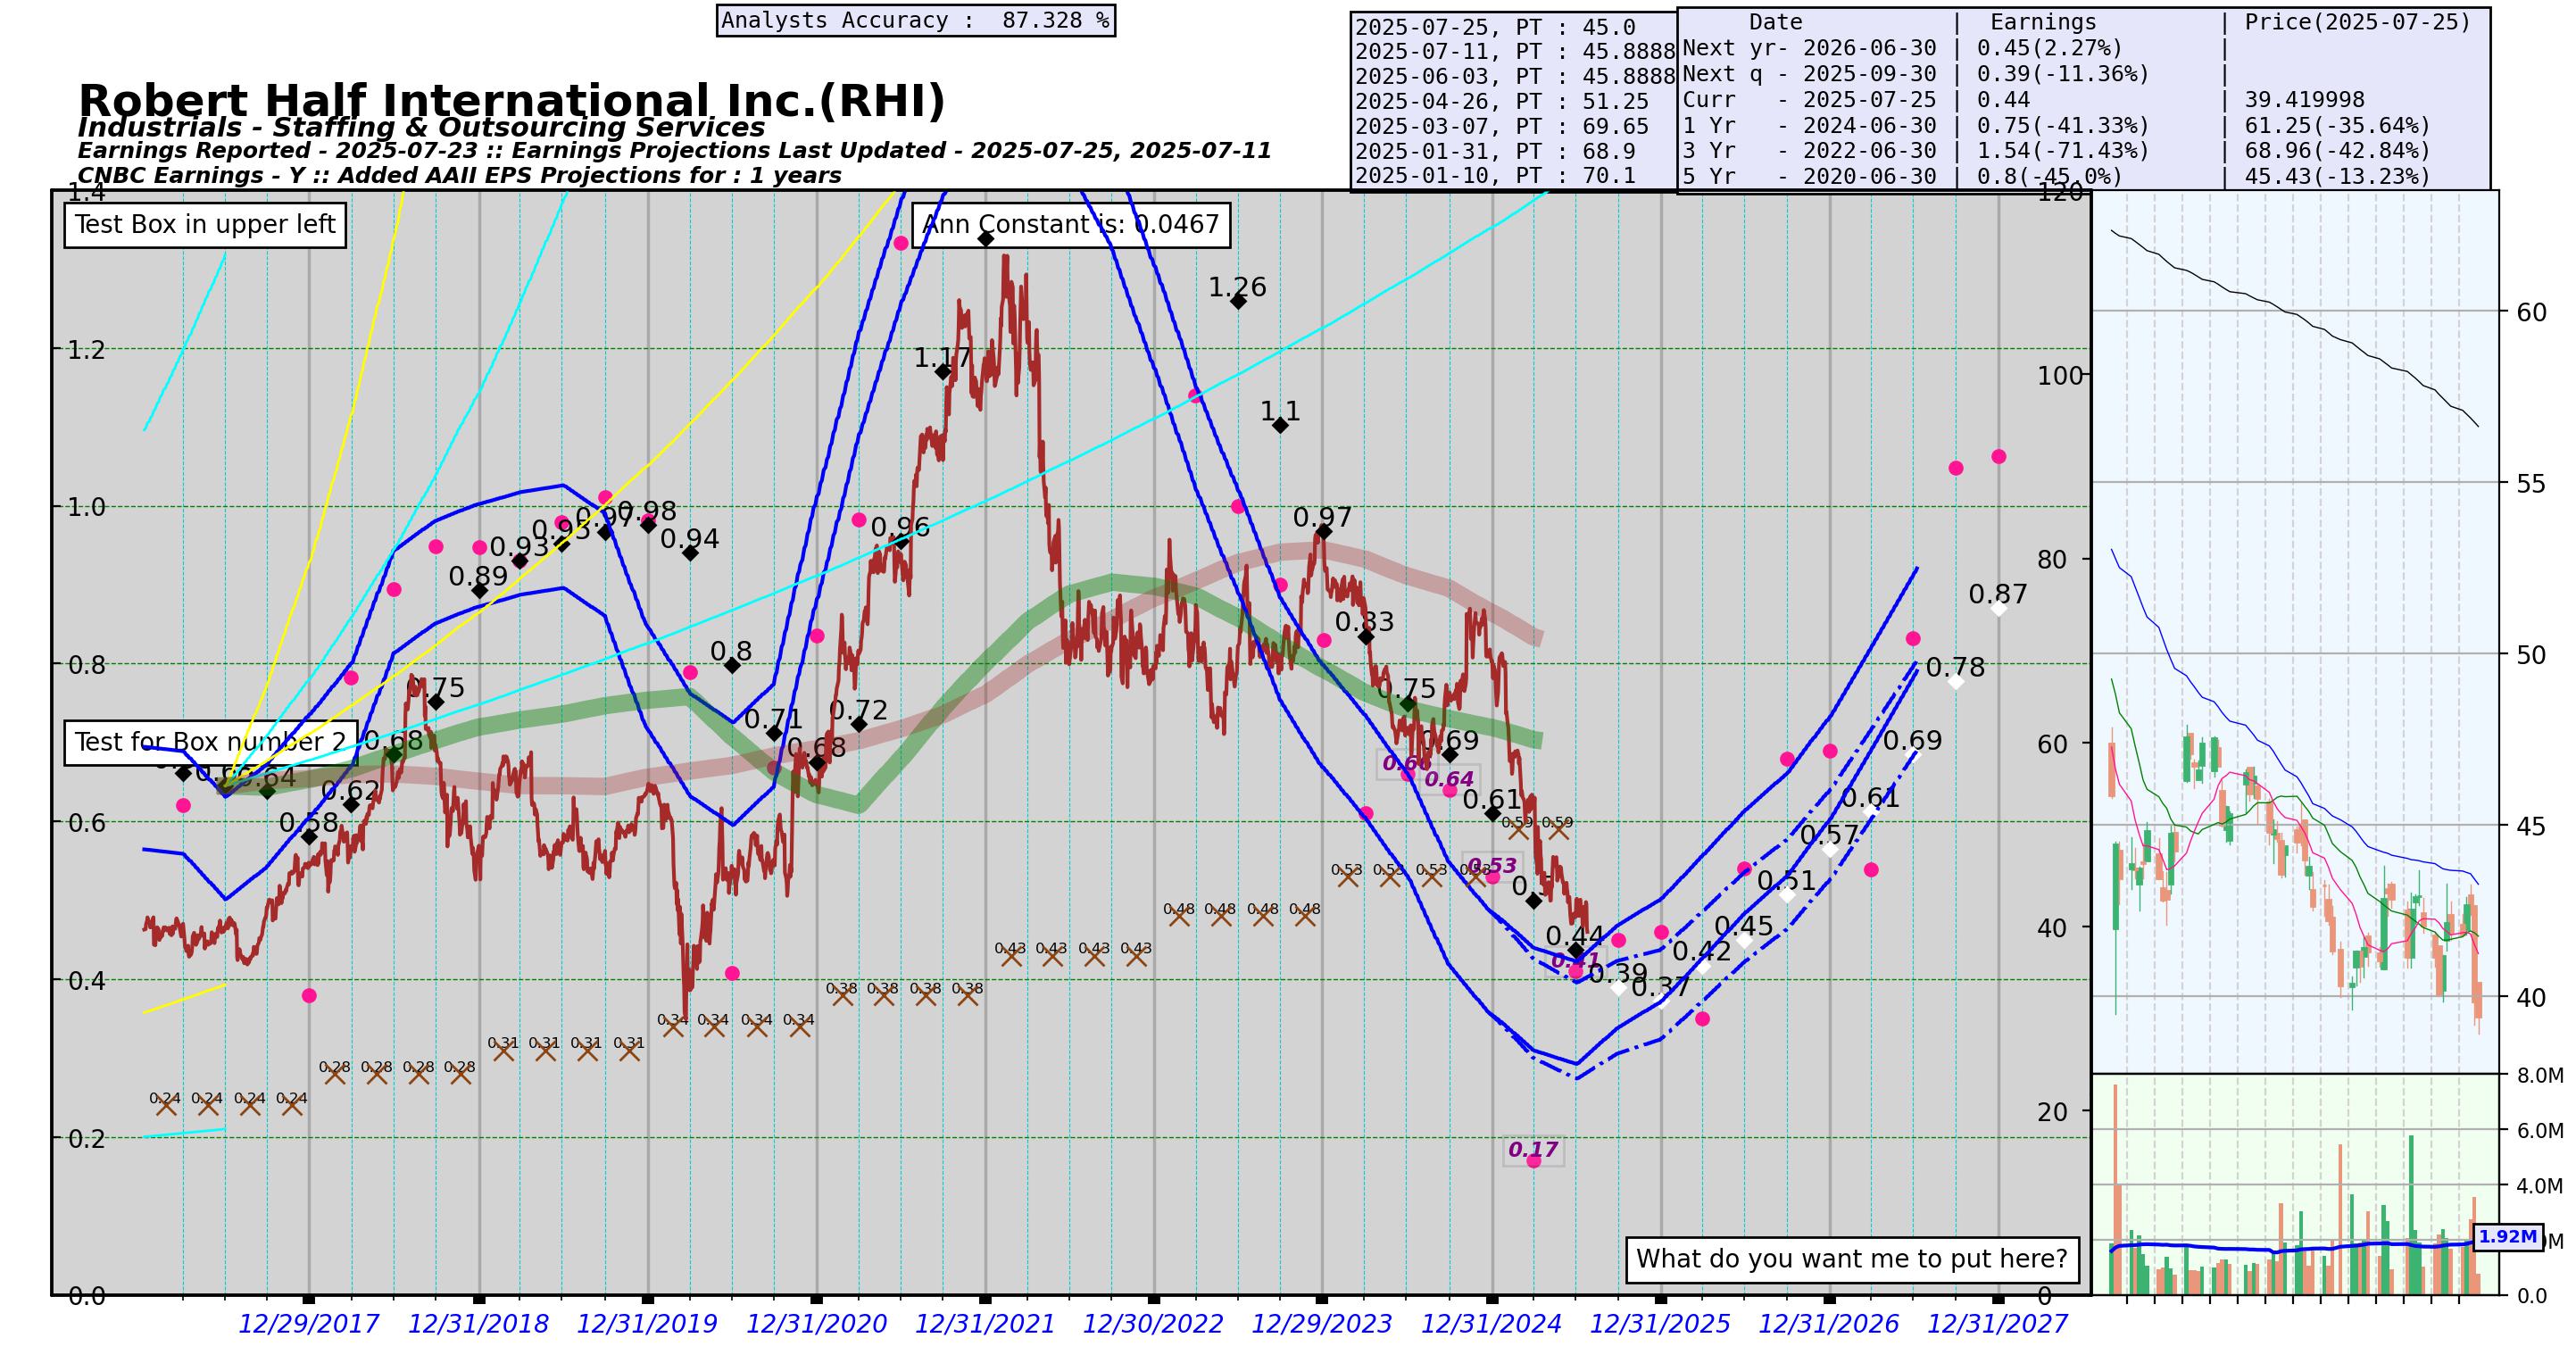 Analysts Accuracy :  87.328 %
2025-07-25, PT : 45.0
2025-07-11, PT : 45.8888
2025-06-03, PT : 45.8888
2025-04-26, PT : 51.25
2025-03-07, PT : 69.65
2025-01-31, PT : 68.9
2025-01-10, PT : 70.1
Date | Earnings | Price(2025-07-25)
Next yr- 2026-06-30 | 0.45(2.27%) |
Next q - 2025-09-30 | 0.39(-11.36%) |
Curr - 2025-07-25 | 0.44 | 39.419998
1 Yr - 2024-06-30 | 0.75(-41.33%) | 61.25(-35.64%)
3 Yr - 2022-06-30 | 1.54(-71.43%) | 68.96(-42.84%)
5 Yr - 2020-06-30 | 0.8(-45.0%) | 45.43(-13.23%)
Robert Half International Inc.(RHI)
Industrials - Staffing & Outsourcing Services
Earnings Reported - 2025-07-23 :: Earnings Projections Last Updated - 2025-07-25, 2025-07-11
CNBC Earnings - Y :: Added AAII EPS Projections for : 1 years
1.4
1.2
1.0
0.8
0.6
0.4
0.2
0.0
Test Box in upper left
Ann Constant is: 0.0467
Test for Box number 2
0.64
0.58
0.62
0.68
0.75
0.89
0.93
0.95
0.97
0.98
0.94
0.8
0.71
0.68
0.72
0.96
1.17
1.26
1.1
0.97
0.83
0.75
0.69
0.61
0.5
0.44
0.39
0.37
0.42
0.45
0.51
0.57
0.61
0.69
0.78
0.87
0.66
0.64
0.53
0.17
0.41
0.24 0.24 0.24 0.24
0.28 0.28 0.28 0.28
0.31 0.31 0.31 0.31
0.34 0.34 0.34 0.34
0.38 0.38 0.38 0.38
0.43 0.43 0.43 0.43
0.48 0.48 0.48 0.48
0.53 0.53 0.53 0.53
0.59 0.59
What do you want me to put here?
120
100
80
60
40
20
0
60
55
50
45
40
8.0M
6.0M
4.0M
1.92M
0.0
12/29/2017 12/31/2018 12/31/2019 12/31/2020 12/31/2021 12/30/2022 12/29/2023 12/31/2024 12/31/2025 12/31/2026 12/31/2027